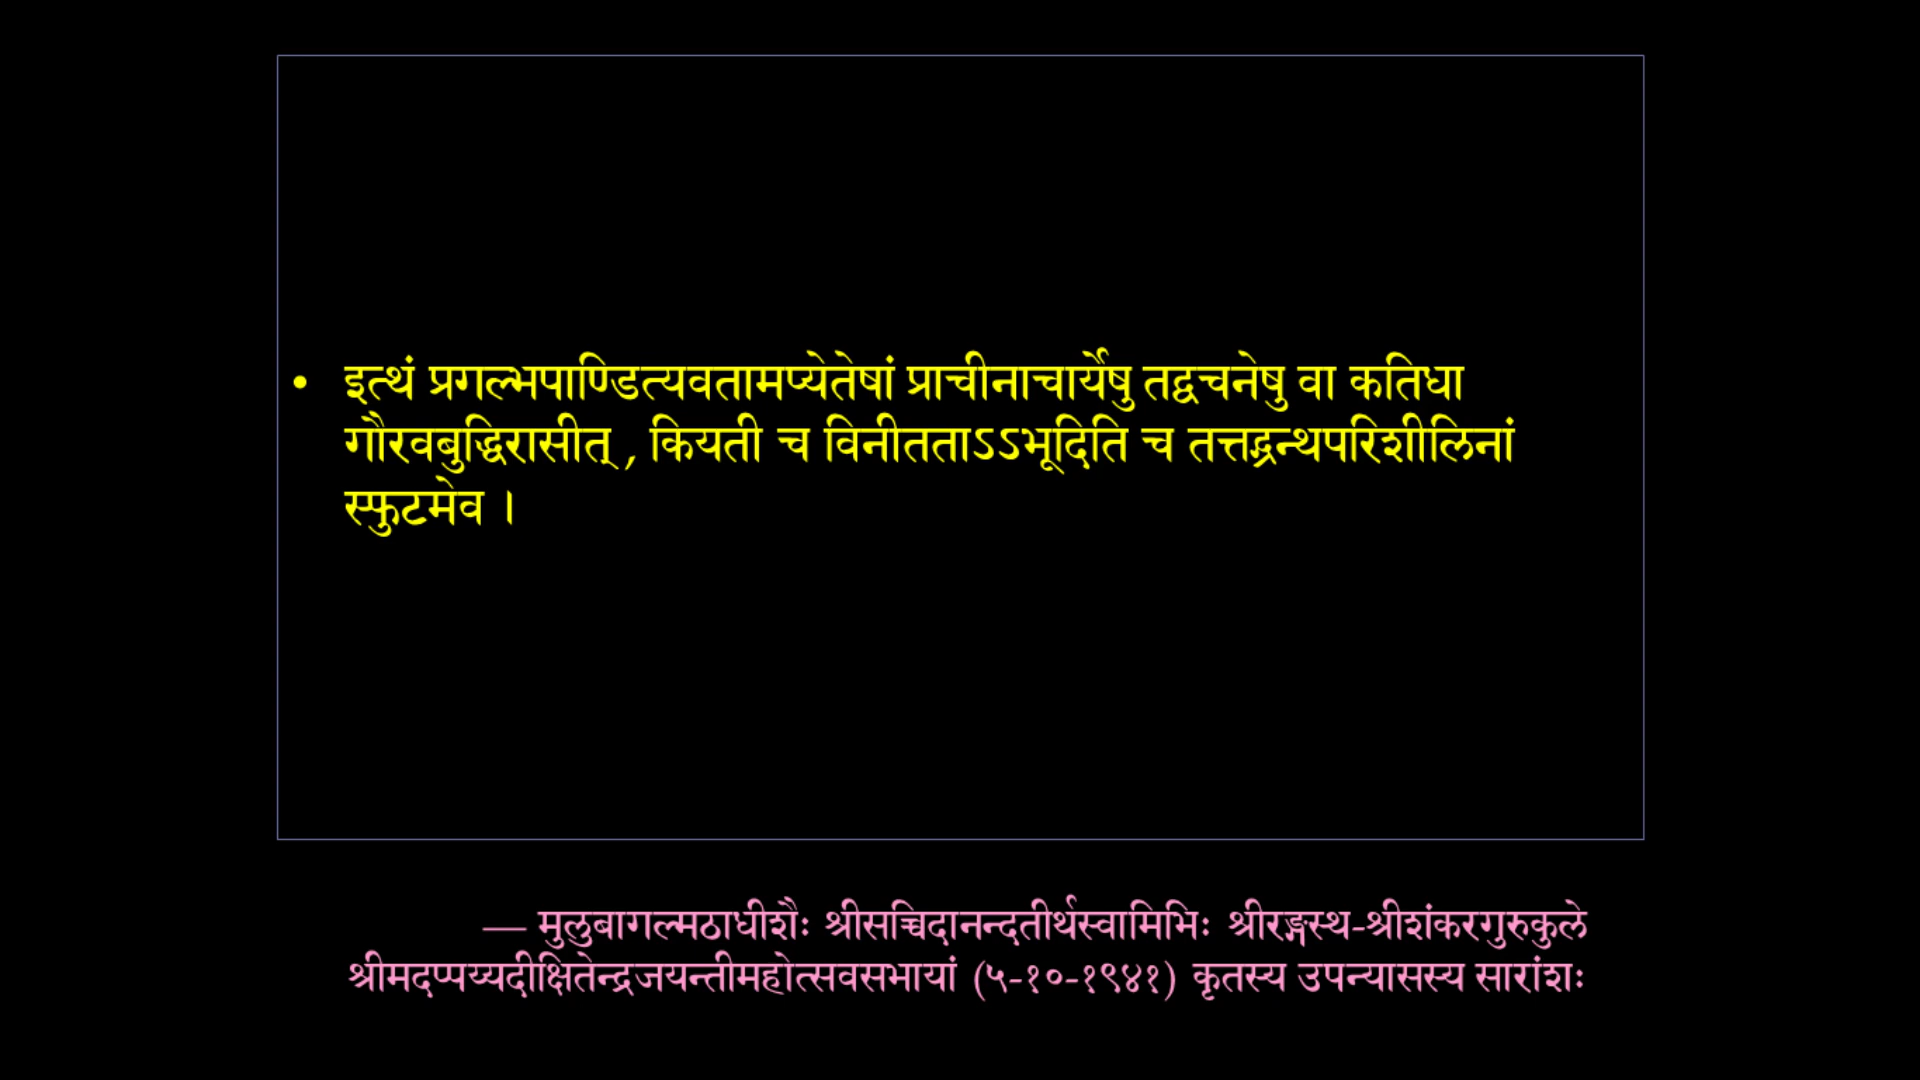 • इत्थं प्रगल्भपाण्डित्यवतामप्येतेषां प्राचीनाचार्येषु तद्वचनेषु वा कतिधा
गौरवबुद्धिरासीत् , कियती च विनीतताऽऽभूदिति च तत्तद्ग्रन्थपरिशीलिनां
स्फुटमेव ।
— मुलुबागल्मठाधीशैः श्रीसच्चिदानन्दतीर्थस्वामिभिः श्रीरङ्गस्थ-श्रीशंकरगुरुकुले
श्रीमदप्पय्यदीक्षितेन्द्रजयन्तीमहोत्सवसभायां (५-१०-१९४१) कृतस्य उपन्यासस्य सारांशः